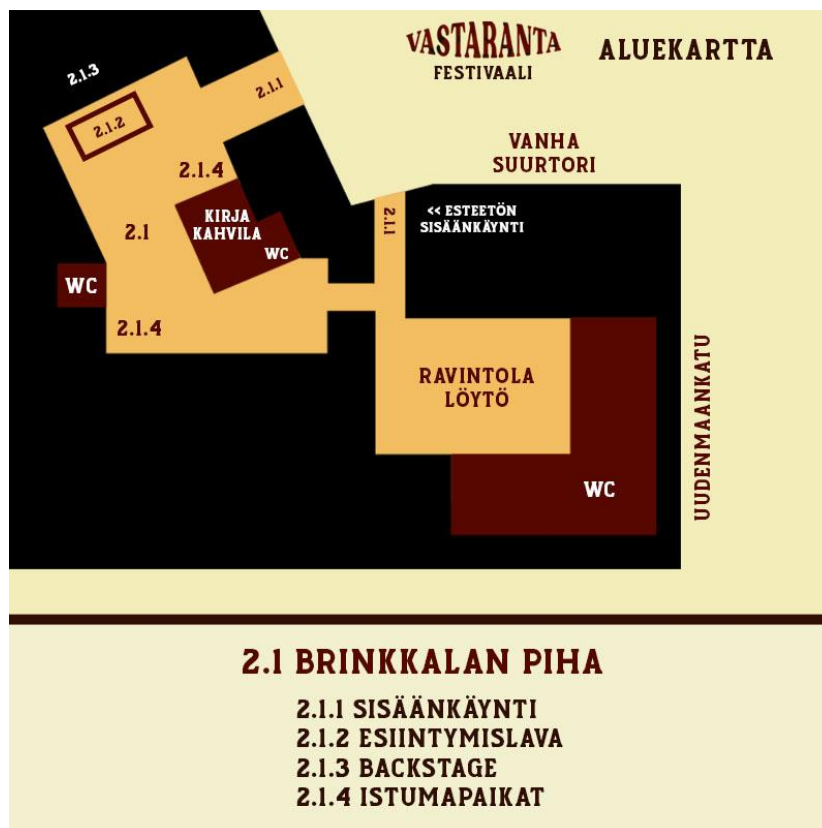 VASTARANTA
FESTIVAALI
ALUEKARTTA
VANHA
SUURTORI
2.1.3
2.1.1
2.1.2
2.1.4
KIRJA
KAHVILA
WC
2.1.1
<< ESTEETÖN
SISÄÄNKÄYNTI
2.1
WC
2.1.4
RAVINTOLA
LÖYTÖ
WC
UUDENMAANKATU
2.1 BRINKKALAN PIHA
2.1.1 SISÄÄNKÄYNTI
2.1.2 ESIINTYMISLAVA
2.1.3 BACKSTAGE
2.1.4 ISTUMAPAIKAT